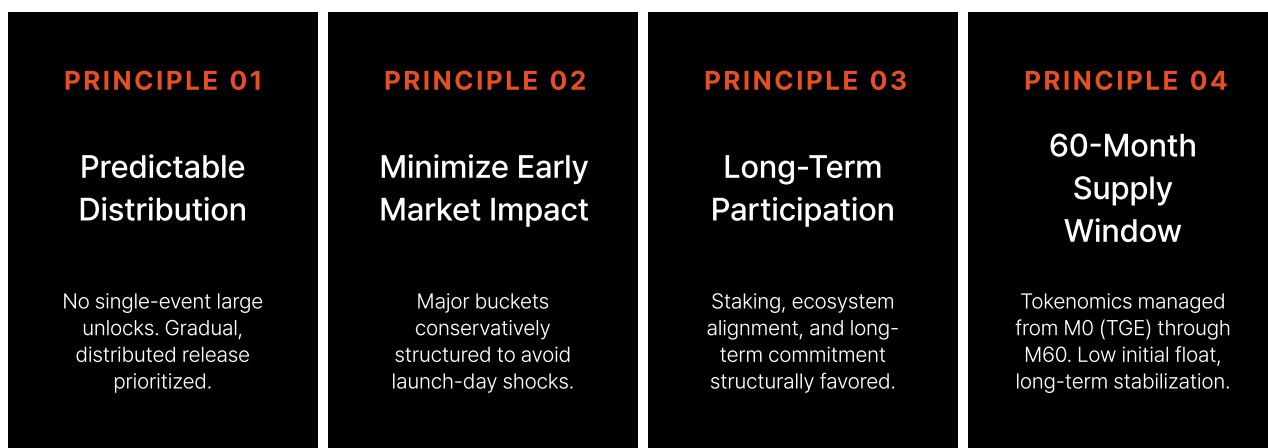 PRINCIPLE 01
Predictable
Distribution
No single-event large
unlocks. Gradual,
distributed release
prioritized.
PRINCIPLE 02
Minimize Early
Market Impact
Major buckets
conservatively
structured to avoid
launch-day shocks.
PRINCIPLE 03
Long-Term
Participation
Staking, ecosystem
alignment, and long-
term commitment
structurally favored.
PRINCIPLE 04
60-Month
Supply
Window
Tokenomics managed
from M0 (TGE) through
M60. Low initial float,
long-term stabilization.